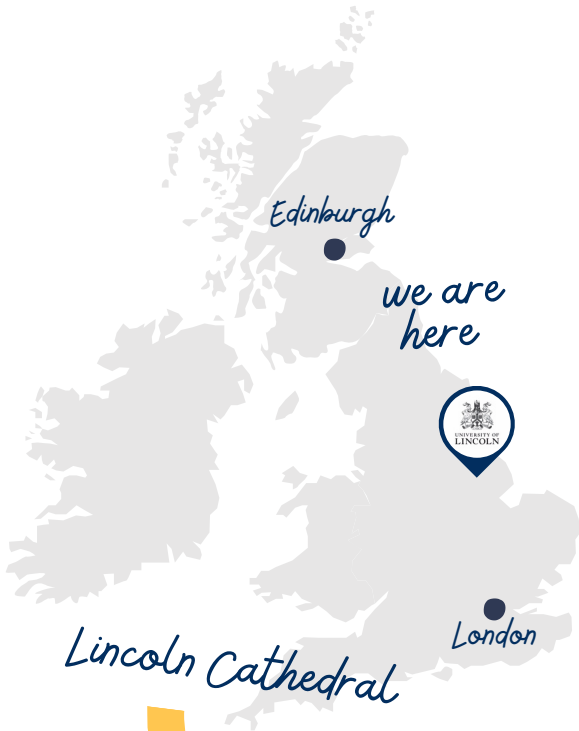 Edinburgh
we are
here
UNIVERSITY OF
LINCOLN
London
Lincoln Cathedral